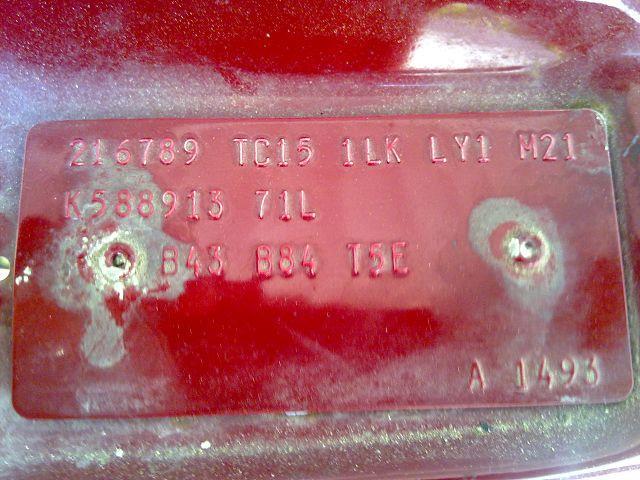 216789 TC15 1LK LY1 M21
K588913 71L
B43 B84 T5E
A 1493